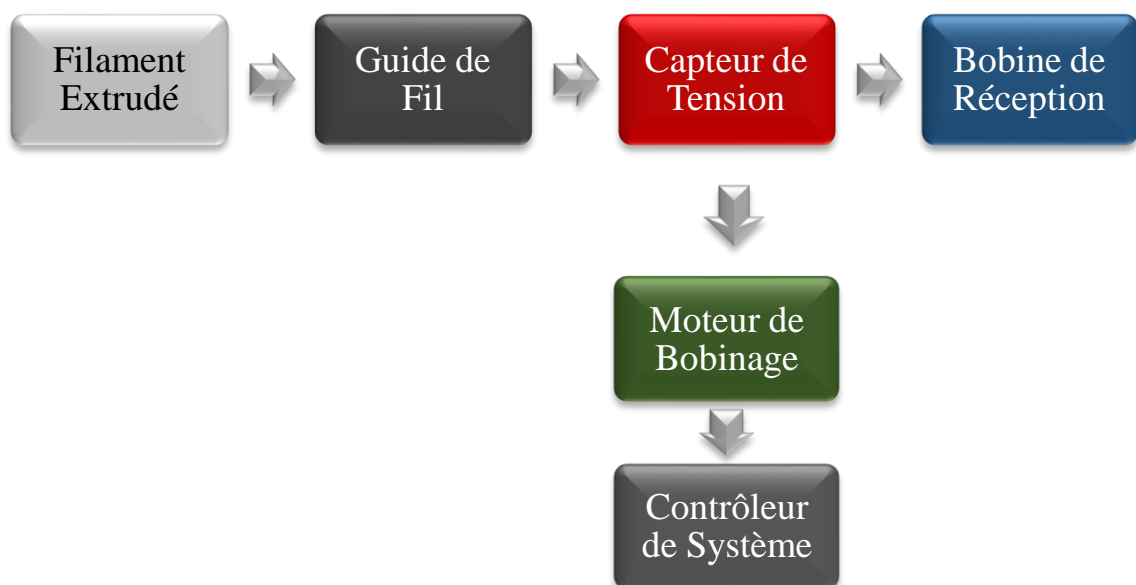 Filament
Extrudé
Guide de
Fil
Capteur de
Tension
Bobine de
Réception
Moteur de
Bobinage
Contrôleur
de Système